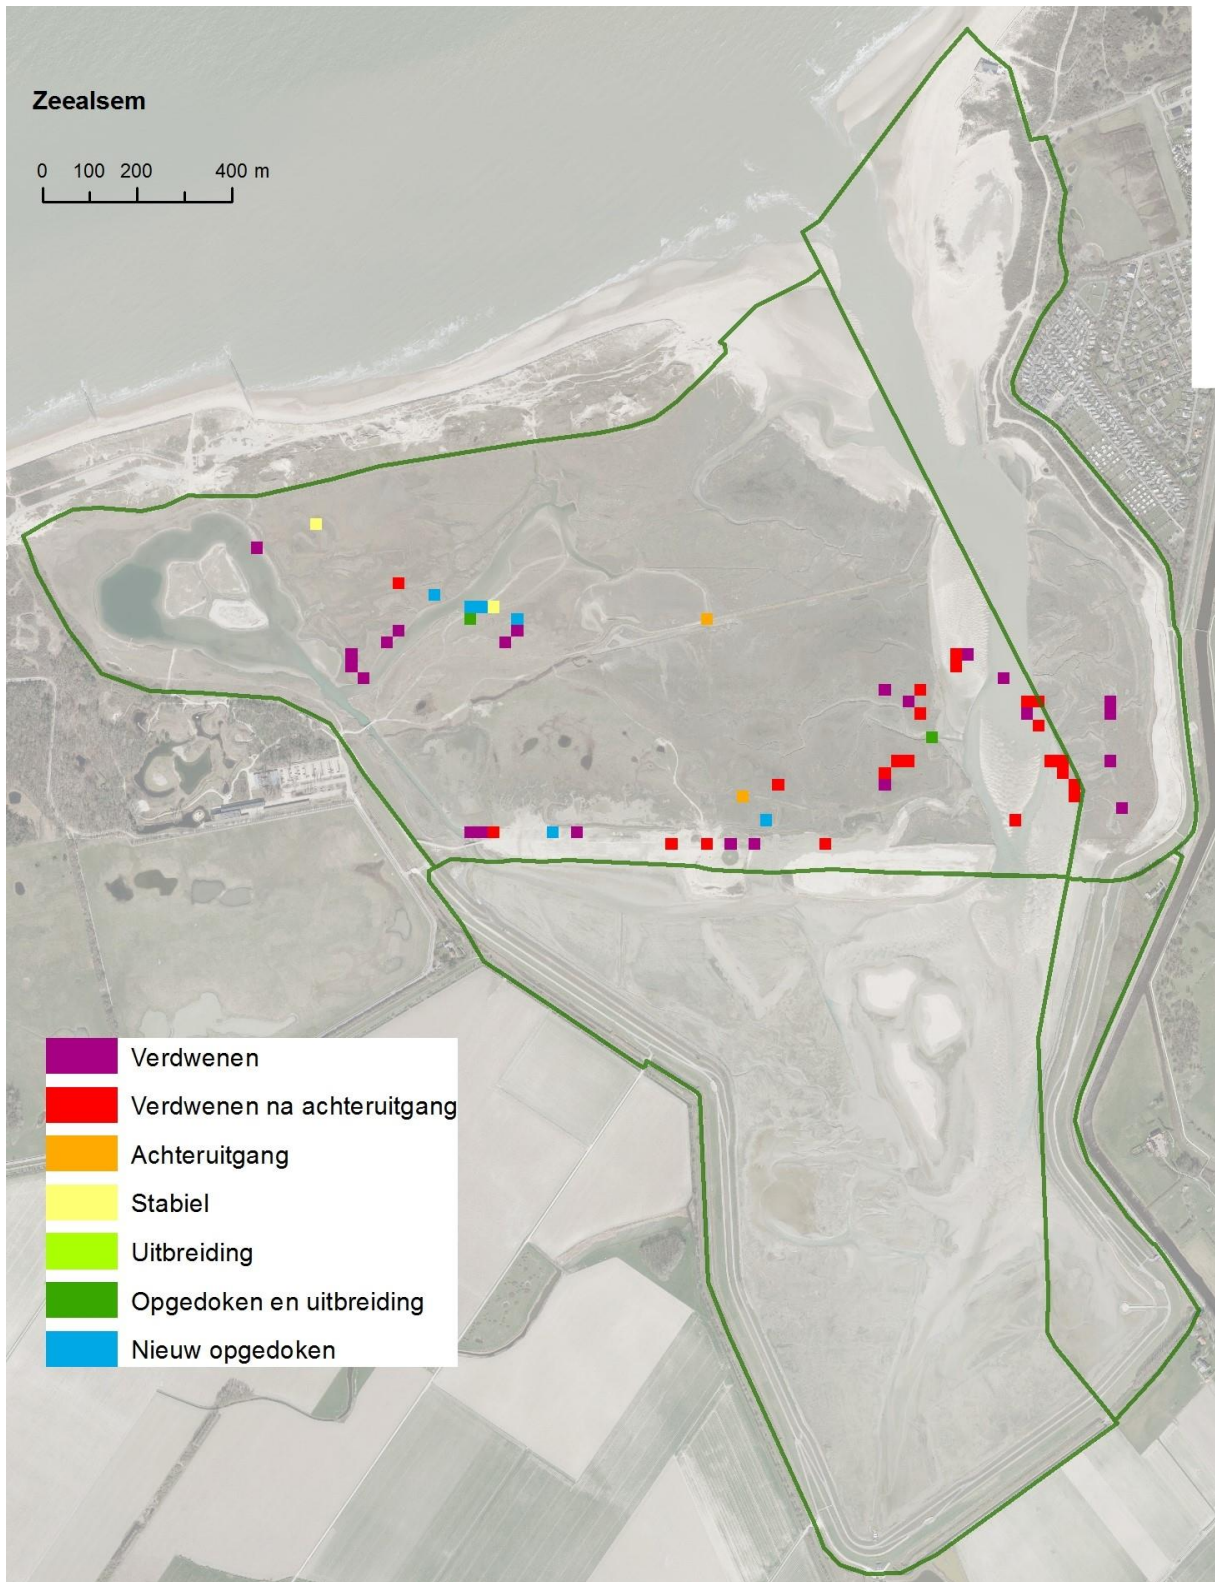 Zeealsem
0 100 200 400 m
Verdwenen
Verdwenen na achteruitgang
Achteruitgang
Stabiel
Uitbreiding
Opgedoken en uitbreiding
Nieuw opgedoken